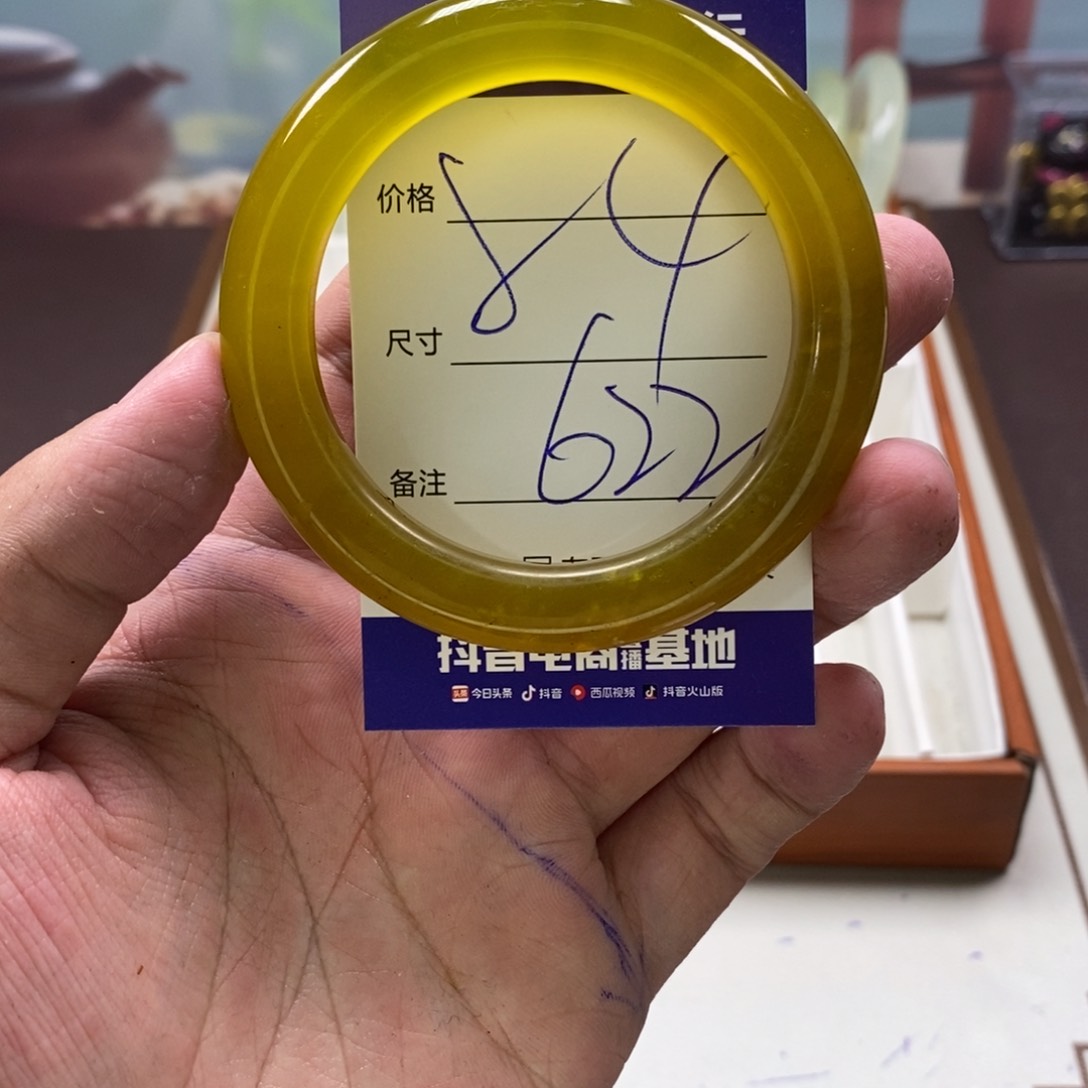 价格
84
尺寸
622
备注
抖音电商直播基地
今日头条 抖音 西瓜视频 抖音火山版